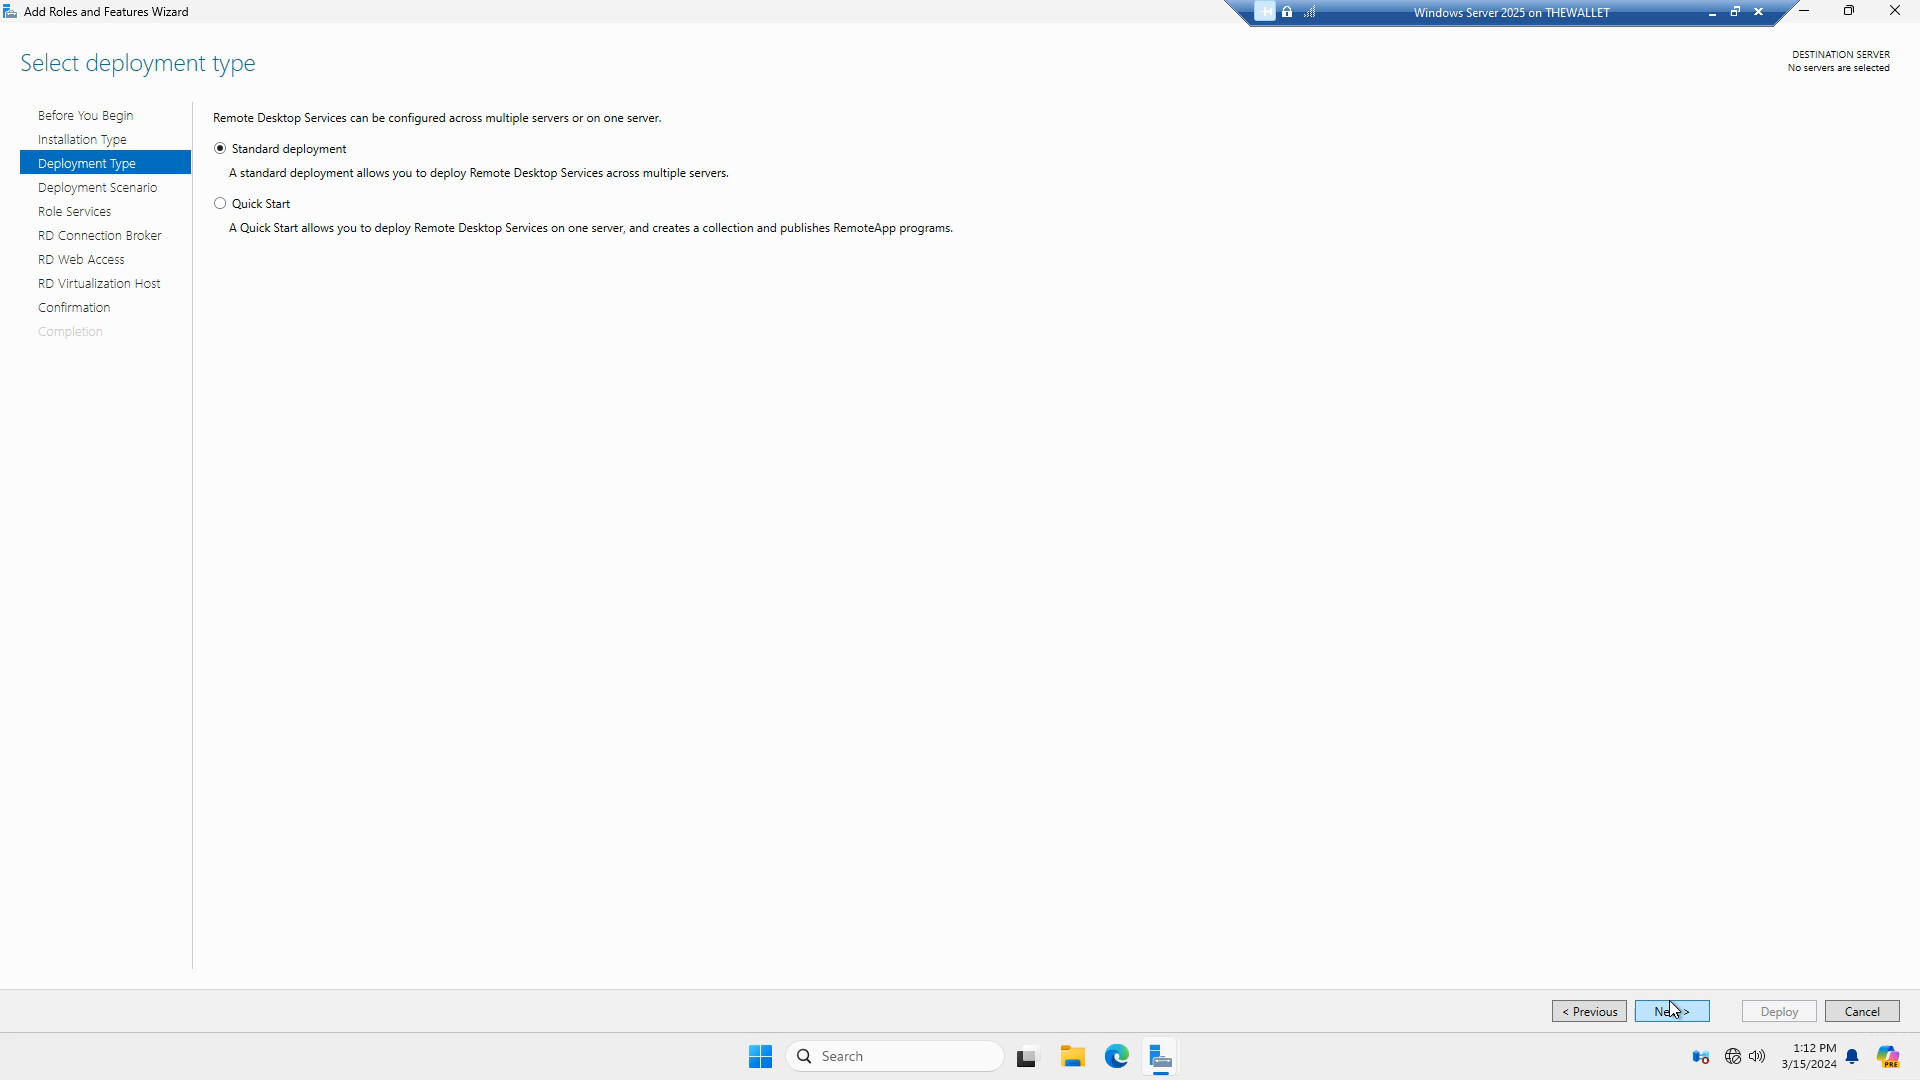 Add Roles and Features Wizard
Windows Server 2025 on THEWALLET
Select deployment type
DESTINATION SERVER
No servers are selected
Before You Begin
Installation Type
Deployment Type
Deployment Scenario
Role Services
RD Connection Broker
RD Web Access
RD Virtualization Host
Confirmation
Completion
Remote Desktop Services can be configured across multiple servers or on one server.
Standard deployment
A standard deployment allows you to deploy Remote Desktop Services across multiple servers.
Quick Start
A Quick Start allows you to deploy Remote Desktop Services on one server, and creates a collection and publishes RemoteApp programs.
< Previous
Next >
Deploy
Cancel
Search
1:12 PM
3/15/2024
PRE